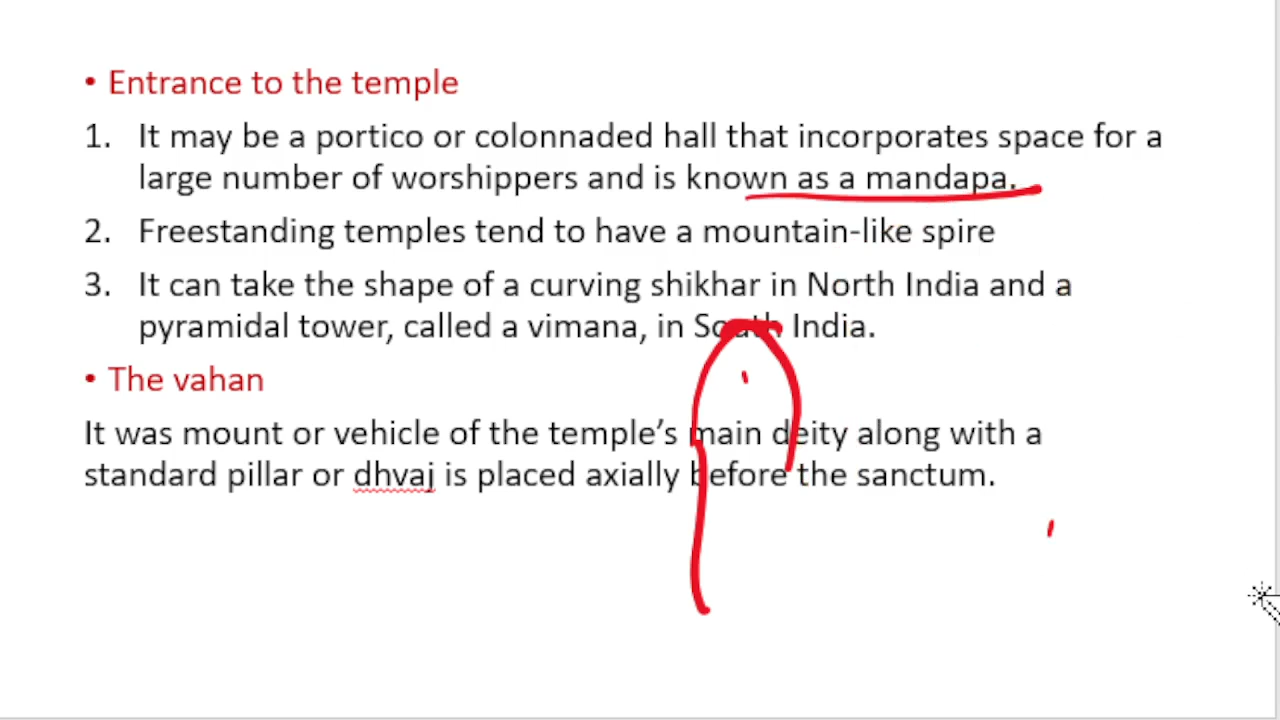 • Entrance to the temple
1. It may be a portico or colonnaded hall that incorporates space for a
large number of worshippers and is known as a mandapa.
2. Freestanding temples tend to have a mountain-like spire
3. It can take the shape of a curving shikhar in North India and a
pyramidal tower, called a vimana, in South India.
• The vahan
It was mount or vehicle of the temple’s main deity along with a
standard pillar or dhvaj is placed axially before the sanctum.